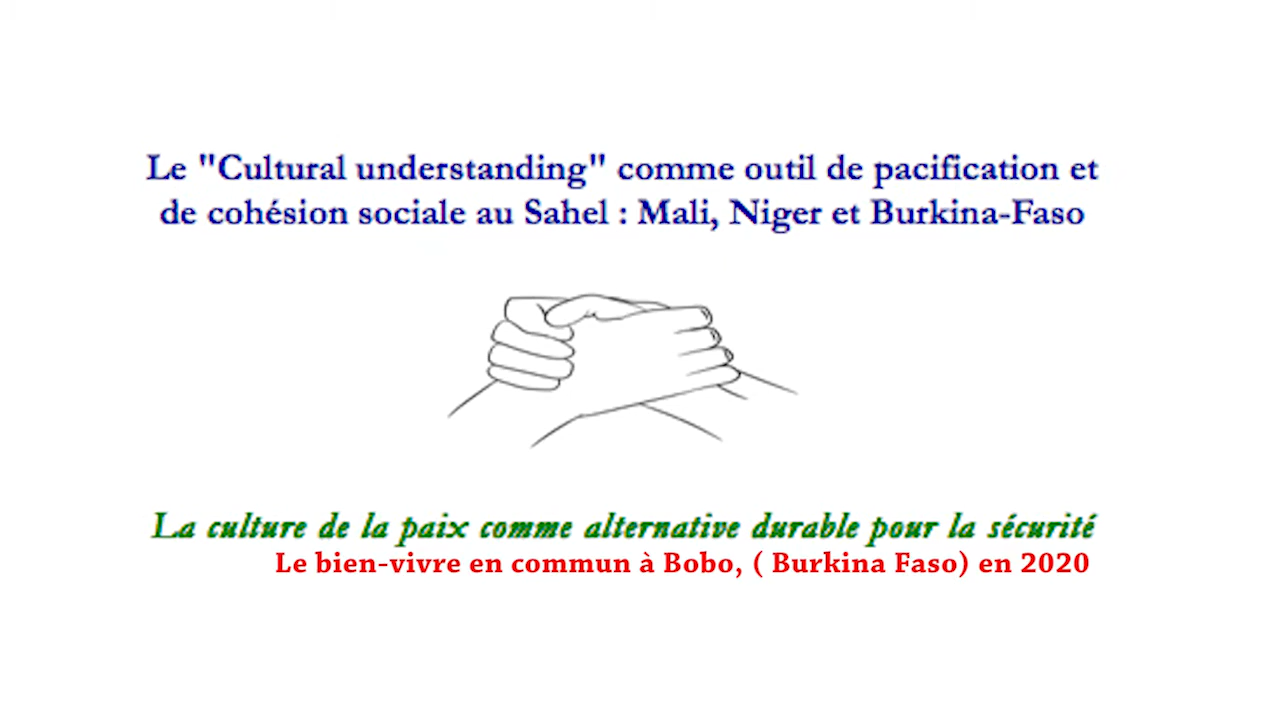 Le "Cultural understanding" comme outil de pacification et
de cohésion sociale au Sahel : Mali, Niger et Burkina-Faso
La culture de la paix comme alternative durable pour la sécurité
Le bien-vivre en commun à Bobo, ( Burkina Faso) en 2020